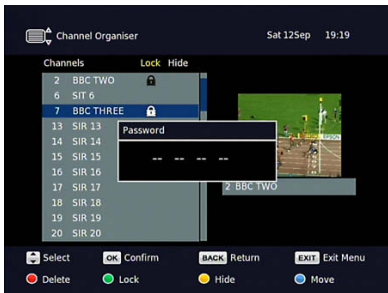 Channel Organiser Sat 12Sep 19:19
Channels Lock Hide
2 BBC TWO
6 SIT 6
7 BBC THREE
13 SIR 13
Password
14 SIR 14
15 SIR 15
-- -- -- --
16 SIR 16
17 SIR 17
2 BBC TWO
18 SIR 18
19 SIR 19
20 SIR 20
Select OK Confirm BACK Return EXIT Exit Menu
Delete Lock Hide Move